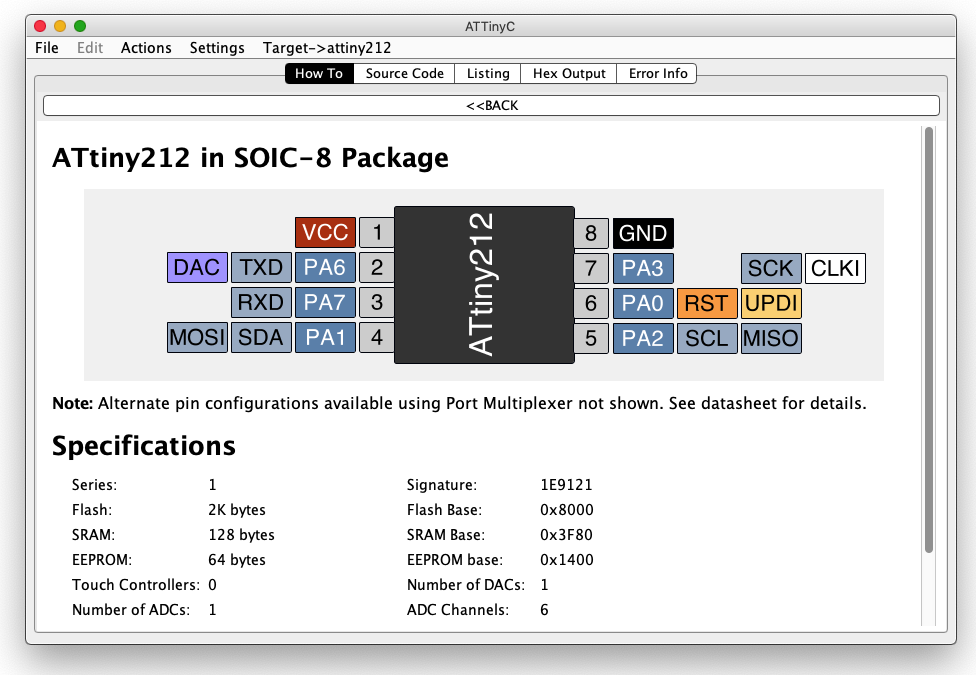 ATTinyC
File Edit Actions Settings Target->attiny212
How To Source Code Listing Hex Output Error Info
<<BACK
ATtiny212 in SOIC-8 Package
VCC 1 8 GND
DAC TXD PA6 2 7 PA3 SCK CLKI
RXD PA7 3 6 PA0 RST UPDI
MOSI SDA PA1 4 5 PA2 SCL MISO
ATtiny212
Note: Alternate pin configurations available using Port Multiplexer not shown. See datasheet for details.
Specifications
Series: 1 Signature: 1E9121
Flash: 2K bytes Flash Base: 0x8000
SRAM: 128 bytes SRAM Base: 0x3F80
EEPROM: 64 bytes EEPROM base: 0x1400
Touch Controllers: 0 Number of DACs: 1
Number of ADCs: 1 ADC Channels: 6